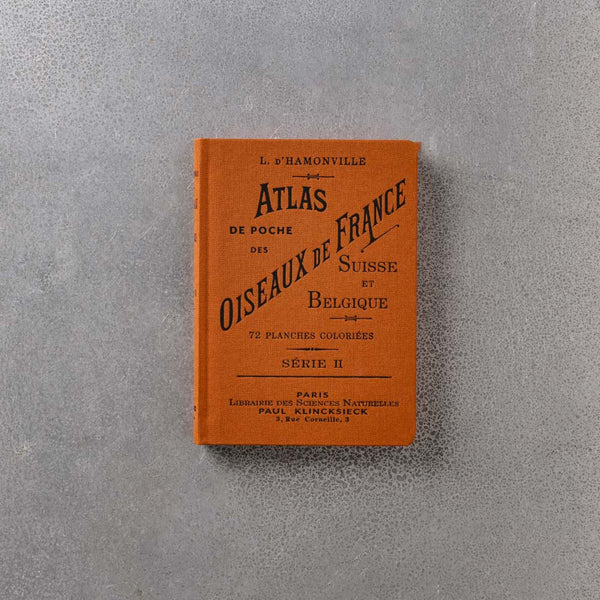 L. D'HAMONVILLE
ATLAS
DE POCHE
DES
OISEAUX DE FRANCE
SUISSE
ET
BELGIQUE
72 PLANCHES COLORIÉES
SÉRIE II
PARIS
LIBRAIRIE DES SCIENCES NATURELLES
PAUL KLINCKSIECK
3, Rue Corneille, 3